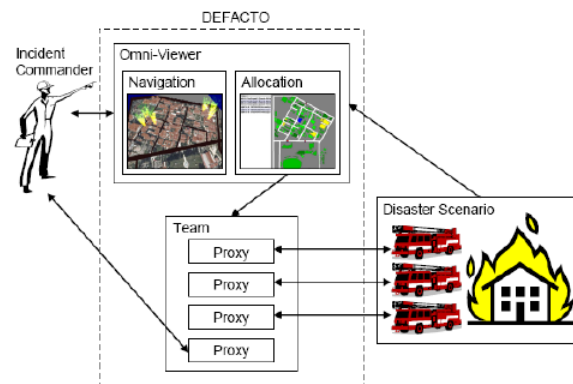 DEFACTO
Incident
Commander
Omni-Viewer
Navigation
Allocation
Team
Proxy
Proxy
Proxy
Proxy
Disaster Scenario